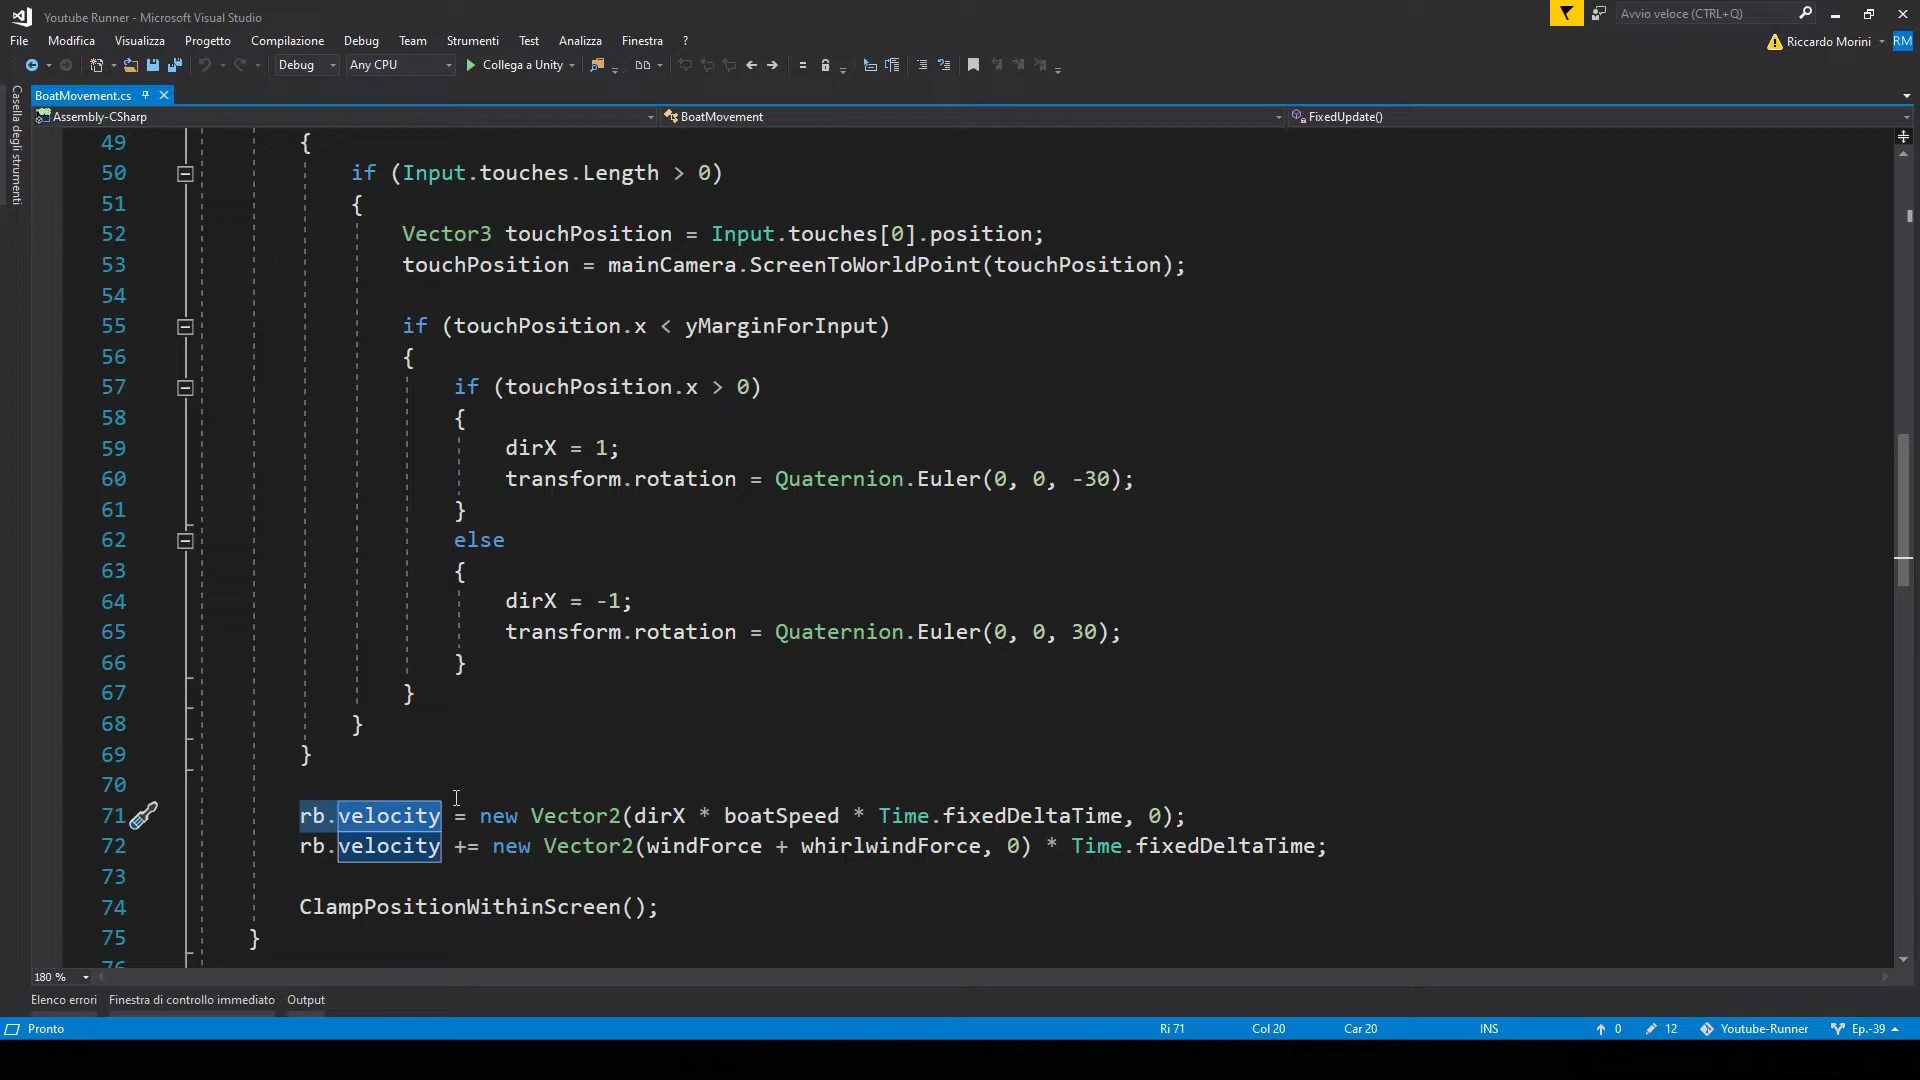 Youtube Runner - Microsoft Visual Studio
Avvio veloce (CTRL+Q)
File Modifica Visualizza Progetto Compilazione Debug Team Strumenti Test Analizza Finestra ?
Riccardo Morini RM
Debug Any CPU Collega a Unity
Casella degli strumenti
BoatMovement.cs
Assembly-CSharp BoatMovement FixedUpdate()
49 {
50 if (Input.touches.Length > 0)
51 {
52 Vector3 touchPosition = Input.touches[0].position;
53 touchPosition = mainCamera.ScreenToWorldPoint(touchPosition);
54
55 if (touchPosition.x < yMarginForInput)
56 {
57 if (touchPosition.x > 0)
58 {
59 dirX = 1;
60 transform.rotation = Quaternion.Euler(0, 0, -30);
61 }
62 else
63 {
64 dirX = -1;
65 transform.rotation = Quaternion.Euler(0, 0, 30);
66 }
67 }
68 }
69 }
70
71 rb.velocity = new Vector2(dirX * boatSpeed * Time.fixedDeltaTime, 0);
72 rb.velocity += new Vector2(windForce + whirlwindForce, 0) * Time.fixedDeltaTime;
73
74 ClampPositionWithinScreen();
75 }
76
180 %
Elenco errori Finestra di controllo immediato Output
Pronto Ri 71 Col 20 Car 20 INS 0 12 Youtube-Runner Ep.-39